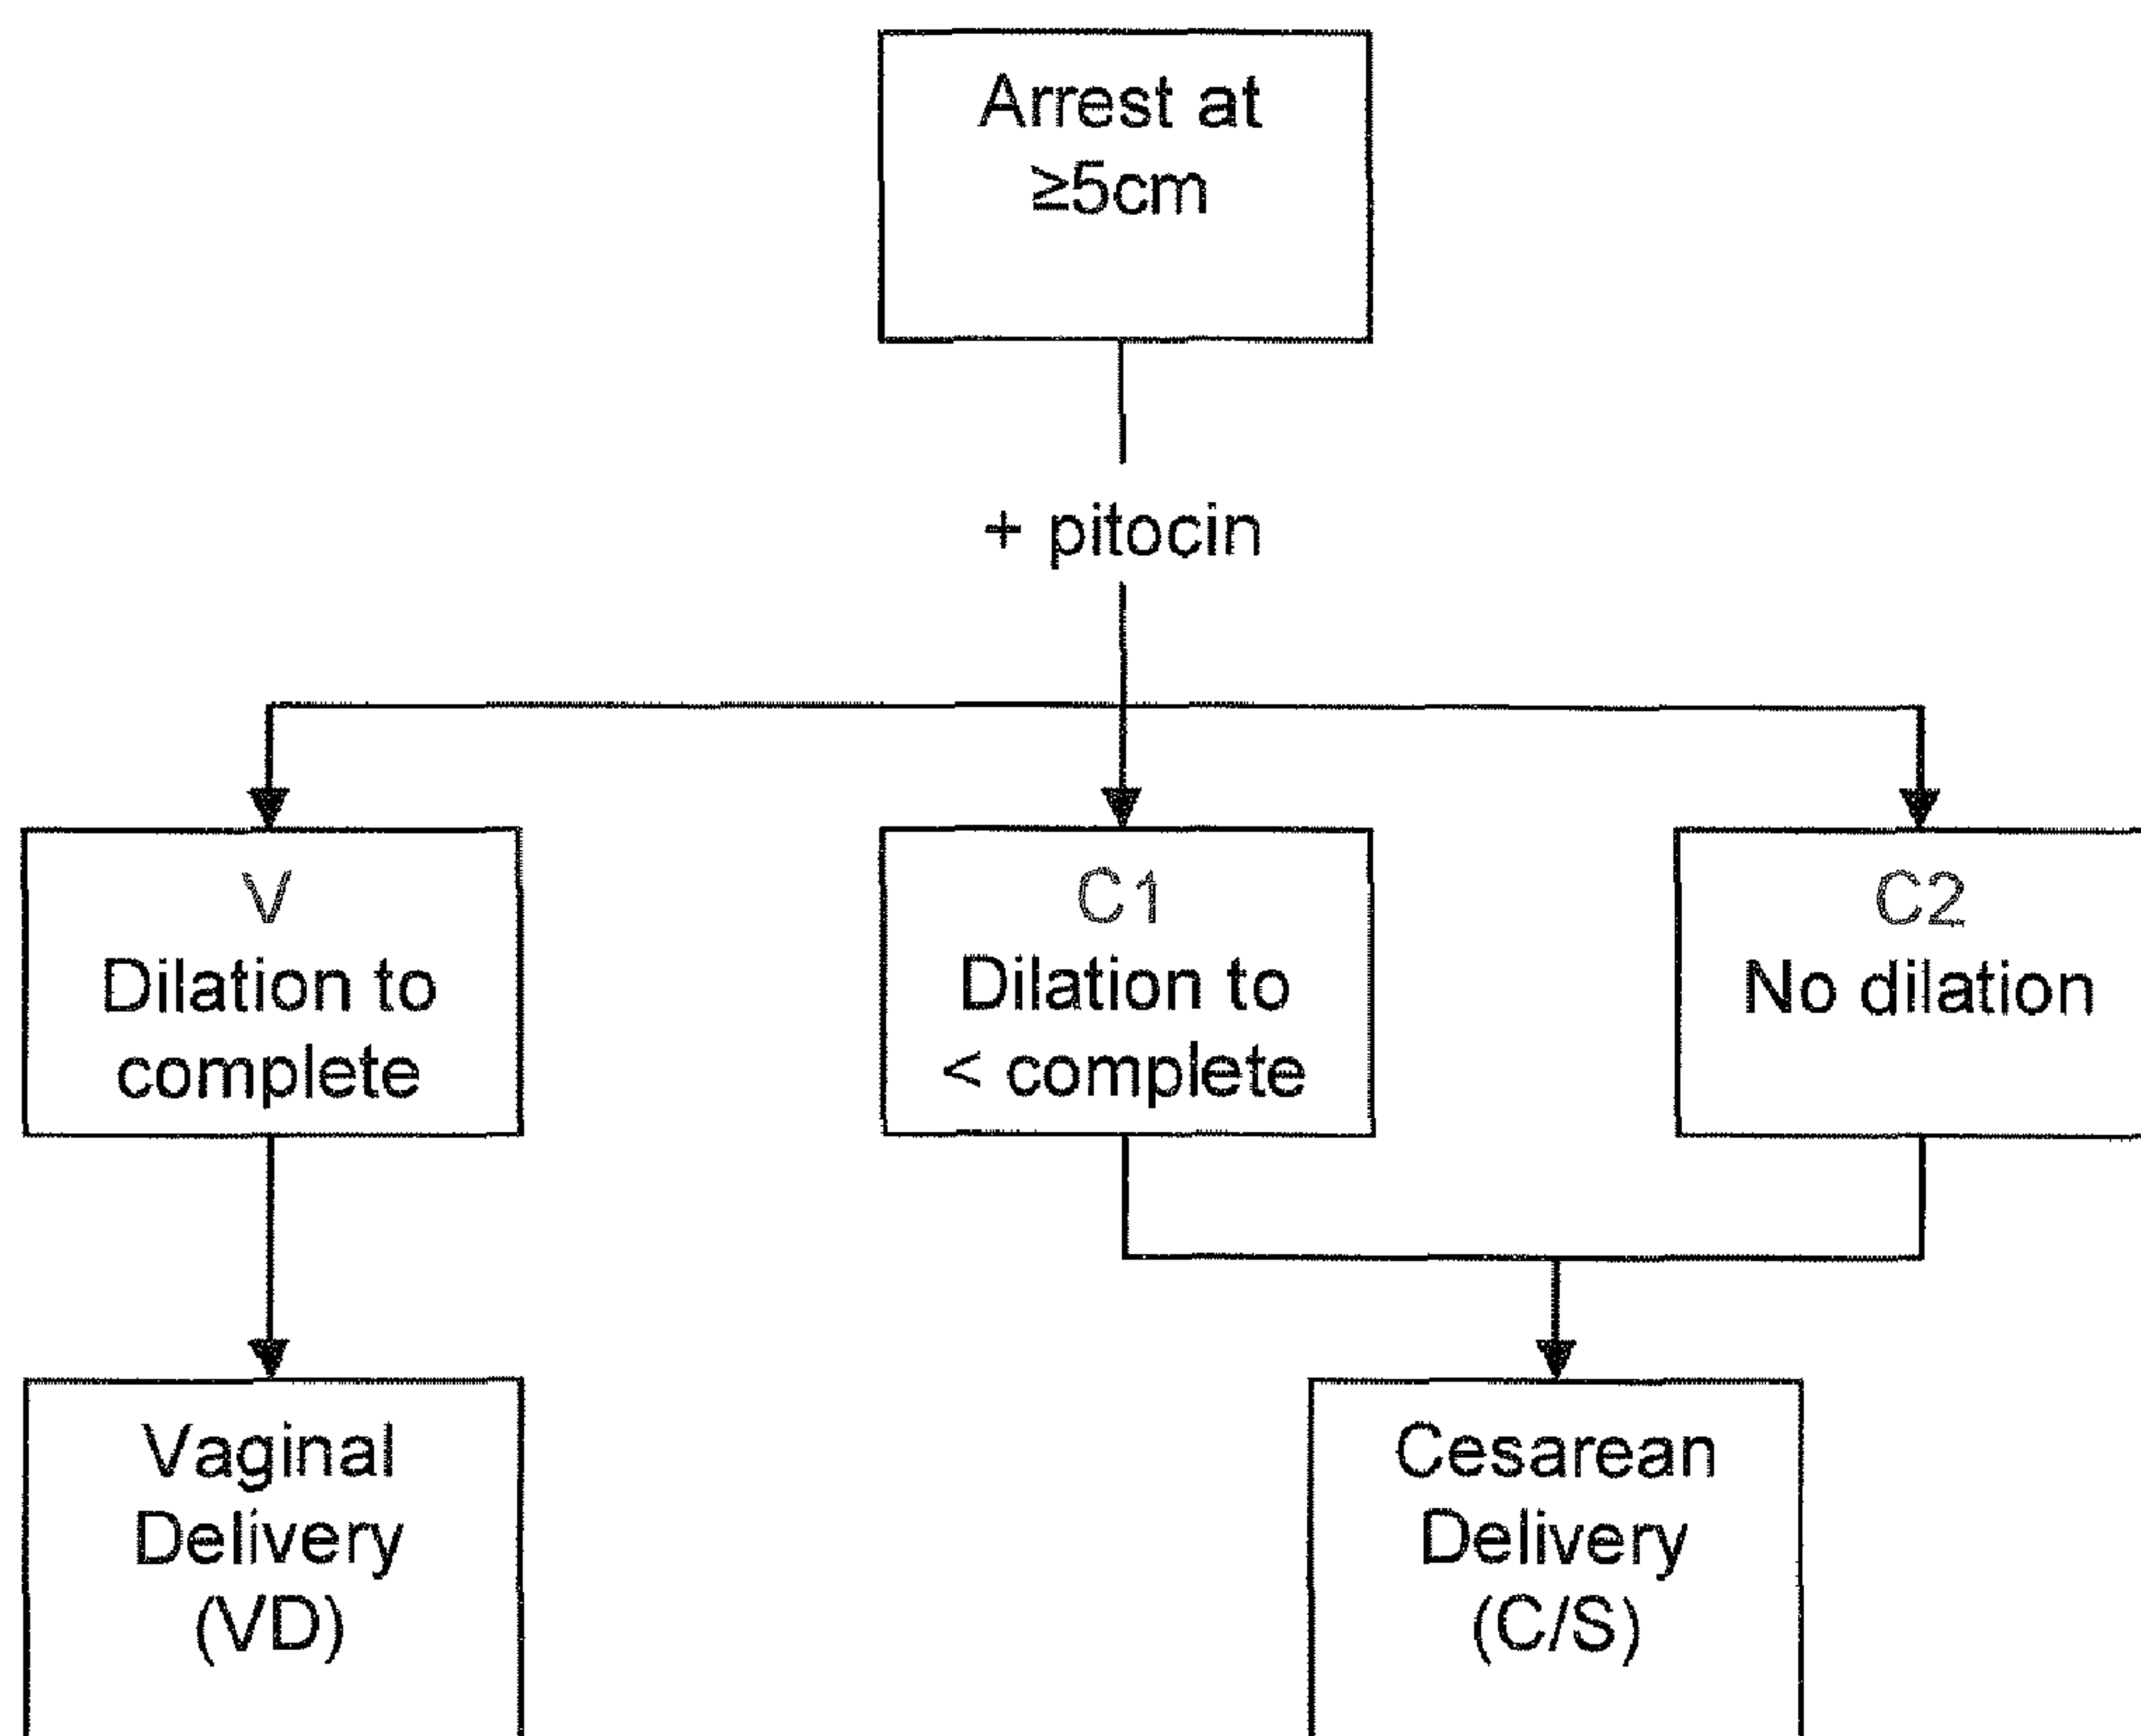 Arrest at
≥5cm
+ pitocin
V
Dilation to
complete
C1
Dilation to
< complete
C2
No dilation
Vaginal
Delivery
(VD)
Cesarean
Delivery
(C/S)